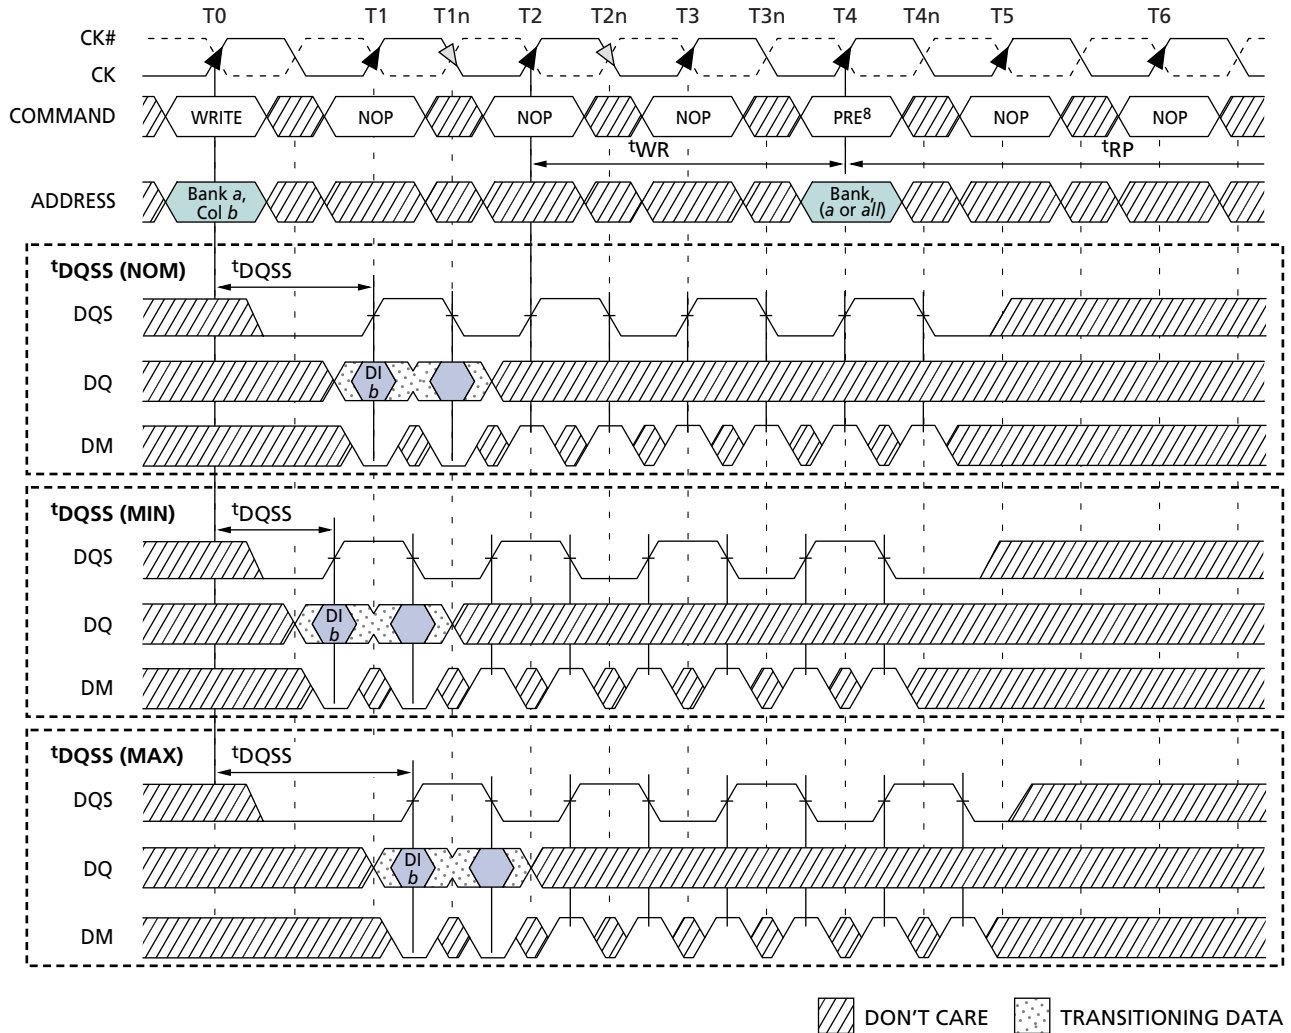 T0 T1 T1n T2 T2n T3 T3n T4 T4n T5 T6
CK#
CK
COMMAND WRITE NOP NOP NOP PRE8 NOP NOP
tWR tRP
ADDRESS Bank a, Col b Bank, (a or all)
tDQSS (NOM) tDQSS
DQS
DQ DI b
DM
tDQSS (MIN) tDQSS
DQS
DQ DI b
DM
tDQSS (MAX) tDQSS
DQS
DQ DI b
DM
DON'T CARE TRANSITIONING DATA